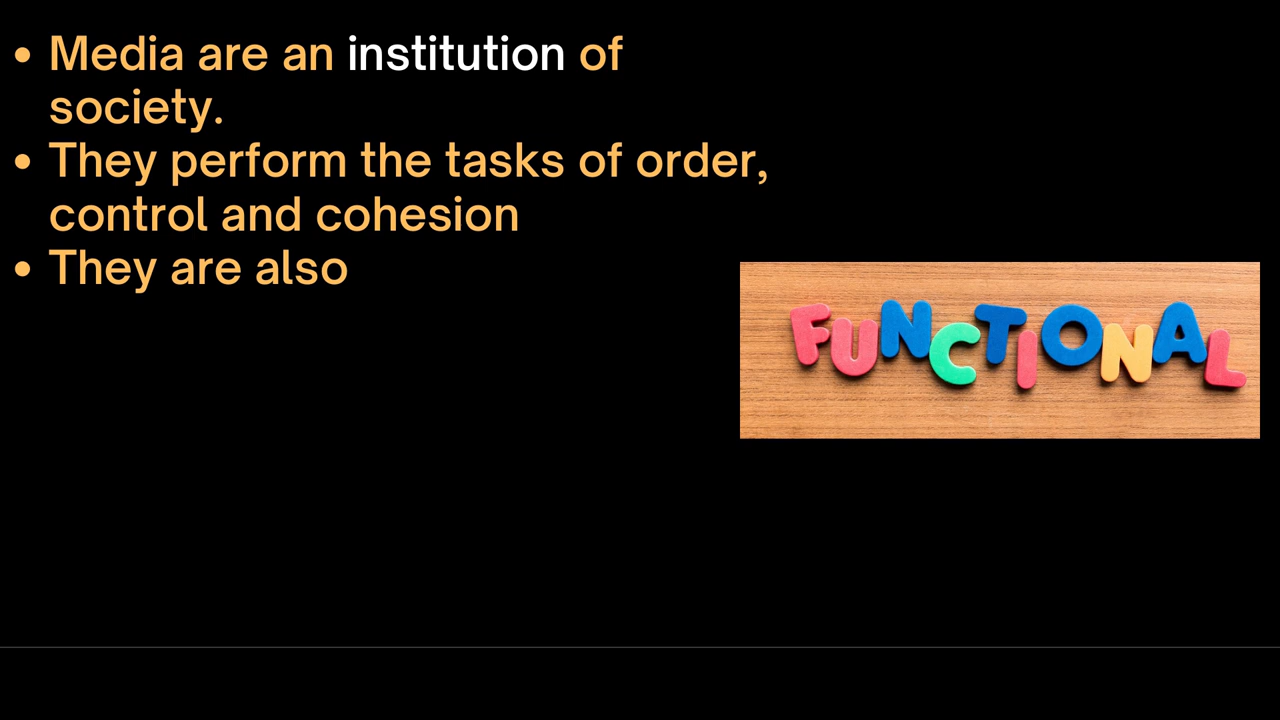 • Media are an institution of
society.
• They perform the tasks of order,
control and cohesion
• They are also
FUNCTIONAL